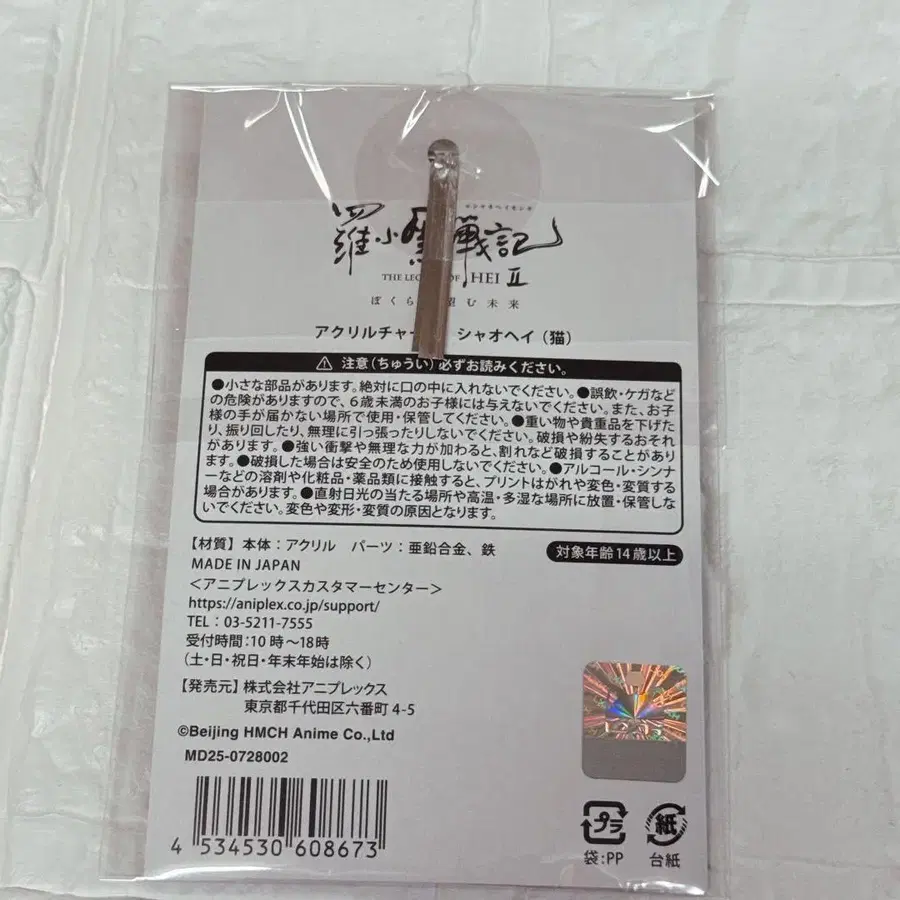 ロシャオヘイセンキ
羅小黒戦記
THE LEGEND OF HEI II
ぼくら 望む未来
アクリルチャ シャオヘイ（猫）
⚠ 注意（ちゅうい）必ずお読みください。
●小さな部品があります。絶対に口の中に入れないでください。●誤飲・ケガなど
の危険がありますので、6歳未満のお子様には与えないでください。また、お子
様の手が届かない場所で使用・保管してください。●重い物や貴重品を下げた
り、振り回したり、無理に引っ張ったりしないでください。破損や紛失するおそれ
があります。●強い衝撃や無理な力が加わると、割れなど破損することがありま
す。●破損した場合は安全のため使用しないでください。●アルコール・シンナ
ーなどの溶剤や化粧品・薬品類に接触すると、プリントはがれや変色・変質する
場合があります。●直射日光の当たる場所や高温・多湿な場所に放置・保管しな
いでください。変色や変形・変質の原因となります。
【材質】本体：アクリル パーツ：亜鉛合金、鉄
対象年齢14歳以上
MADE IN JAPAN
＜アニプレックスカスタマーセンター＞
https://aniplex.co.jp/support/
TEL：03-5211-7555
受付時間：10時～18時
（土・日・祝日・年末年始は除く）
【発売元】株式会社アニプレックス
東京都千代田区六番町4-5
©Beijing HMCH Anime Co.,Ltd
MD25-0728002
4 534530 608673
プラ 紙
袋：PP 台紙